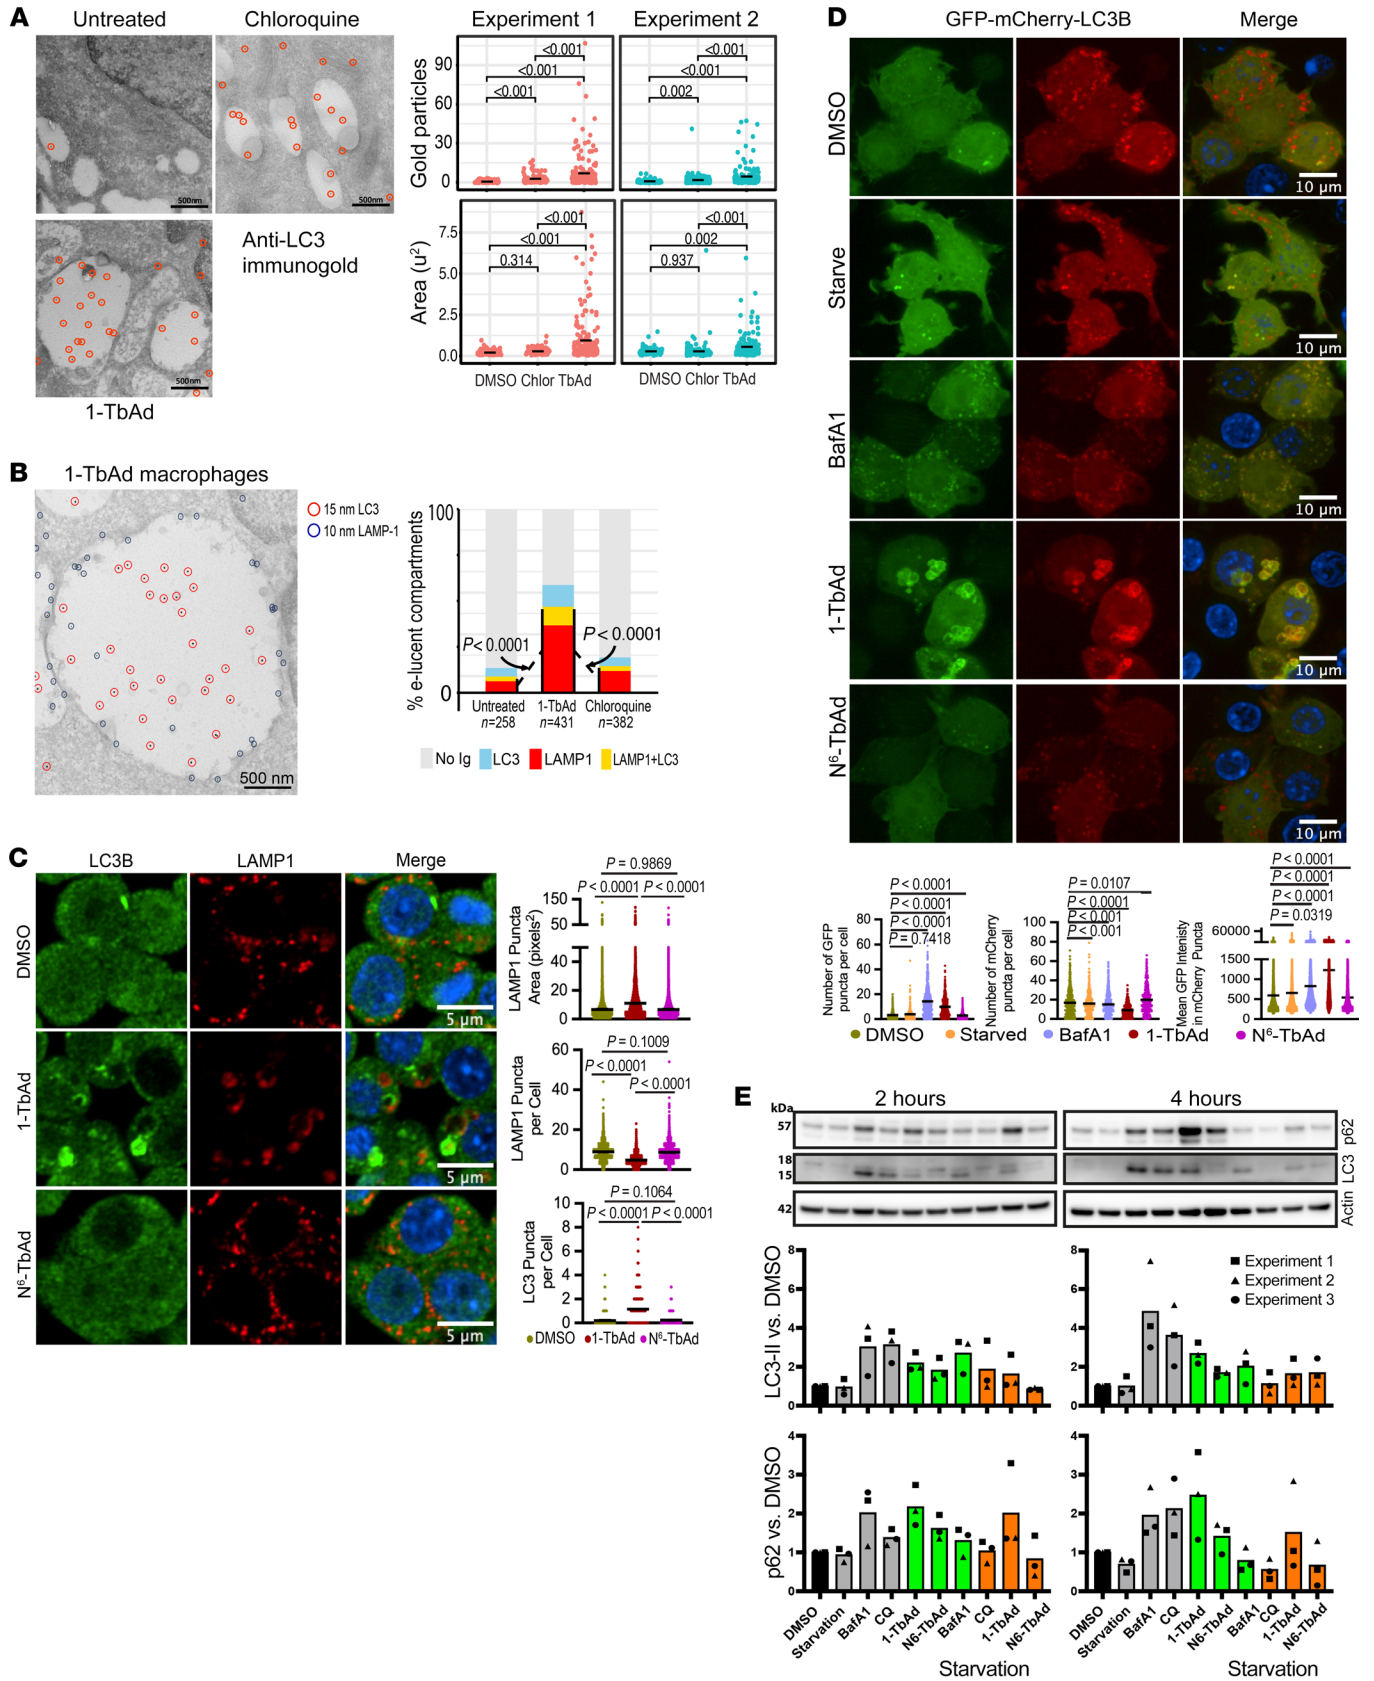 A
Untreated
Chloroquine
500nm
500nm
500nm
Anti-LC3
immunogold
1-TbAd
Experiment 1
Experiment 2
Gold particles
90
60
30
0
<0.001
<0.001
<0.001
<0.001
<0.001
0.002
Area (u²)
7.5
5.0
2.5
0.0
<0.001
<0.001
0.314
<0.001
0.002
0.937
DMSO Chlor TbAd
DMSO Chlor TbAd
B
1-TbAd macrophages
15 nm LC3
10 nm LAMP-1
500 nm
% e-lucent compartments
100
0
P < 0.0001
P < 0.0001
Untreated
n=258
1-TbAd
n=431
Chloroquine
n=382
No Ig
LC3
LAMP1
LAMP1+LC3
C
LC3B
LAMP1
Merge
DMSO
1-TbAd
N⁶-TbAd
5 µm
5 µm
5 µm
LAMP1 Puncta
Area (pixels²)
150
50
40
20
0
P = 0.9869
P < 0.0001
P < 0.0001
LAMP1 Puncta
per Cell
60
40
20
0
P = 0.1009
P < 0.0001
P < 0.0001
LC3 Puncta
per Cell
10
8
6
4
2
0
P = 0.1064
P < 0.0001
P < 0.0001
DMSO
1-TbAd
N⁶-TbAd
D
GFP-mCherry-LC3B
Merge
DMSO
Starve
BafA1
1-TbAd
N⁶-TbAd
10 µm
10 µm
10 µm
10 µm
10 µm
Number of GFP
puncta per cell
80
60
40
20
0
P < 0.0001
P < 0.0001
P < 0.0001
P = 0.7418
Number of mCherry
puncta per cell
100
80
60
40
20
0
P = 0.0107
P < 0.0001
P < 0.001
P < 0.001
Mean GFP Intenisty
in mCherry Puncta
60000
1500
1000
500
0
P < 0.0001
P < 0.0001
P < 0.0001
P = 0.0319
DMSO
Starved
BafA1
1-TbAd
N⁶-TbAd
E
2 hours
4 hours
kDa
57
18
15
42
p62
LC3
Actin
LC3-II vs. DMSO
8
6
4
2
0
8
6
4
2
0
Experiment 1
Experiment 2
Experiment 3
p62 vs. DMSO
4
3
2
1
0
4
3
2
1
0
DMSO
Starvation
BafA1
CQ
1-TbAd
N6-TbAd
BafA1
CQ
1-TbAd
N6-TbAd
Starvation
DMSO
Starvation
BafA1
CQ
1-TbAd
N6-TbAd
BafA1
CQ
1-TbAd
N6-TbAd
Starvation